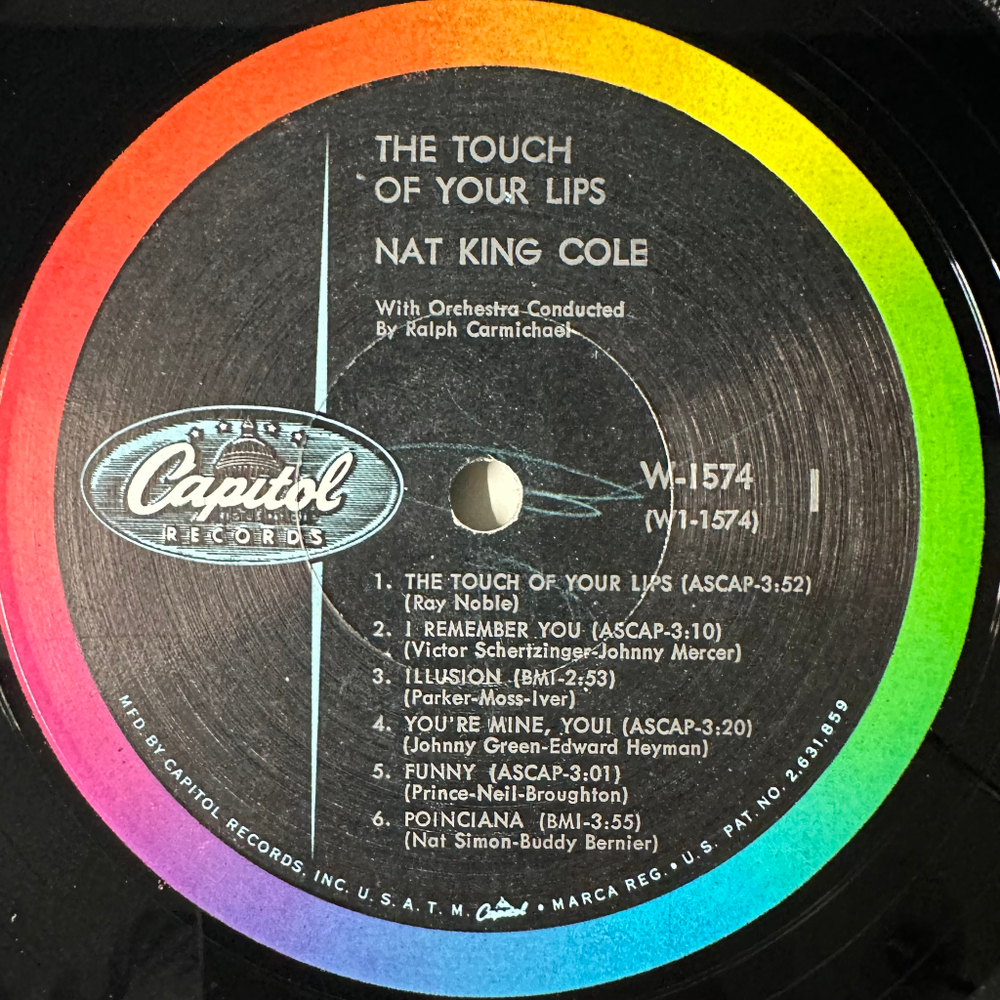 THE TOUCH
OF YOUR LIPS
NAT KING COLE
With Orchestra Conducted
By Ralph Carmichael
Capitol
RECORDS
W-1574
(W1-1574)
1
1. THE TOUCH OF YOUR LIPS (ASCAP-3:52)
(Ray Noble)
2. I REMEMBER YOU (ASCAP-3:10)
(Victor Schertzinger-Johnny Mercer)
3. ILLUSION (BMI-2:53)
(Parker-Moss-Iver)
4. YOU'RE MINE, YOU! (ASCAP-3:20)
(Johnny Green-Edward Heyman)
5. FUNNY (ASCAP-3:01)
(Prince-Neil-Broughton)
6. POINCIANA (BMI-3:55)
(Nat Simon-Buddy Bernier)
MFD. BY CAPITOL RECORDS, INC. U. S. A. T. M. Capitol • MARCA REG. • U. S. PAT. NO. 2,631,859